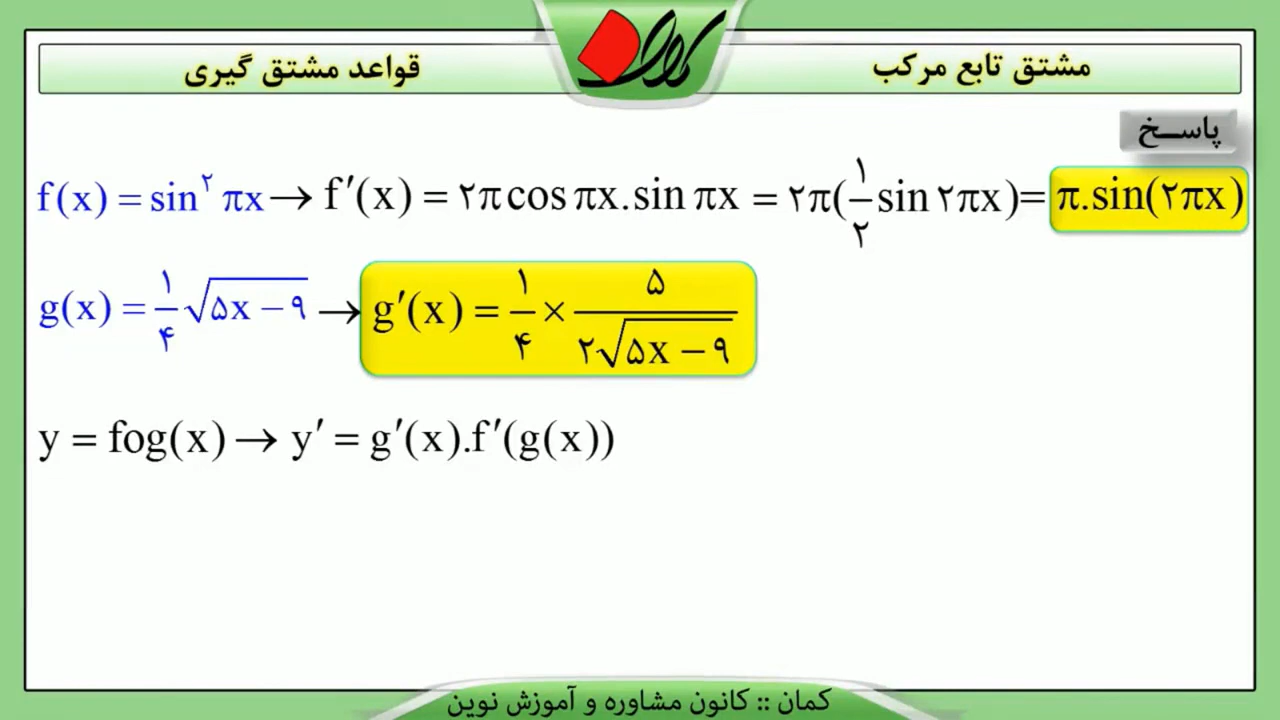 مشتق تابع مرکب
قواعد مشتق گیری
پاســخ
f(x) = sin^۲ πx → f′(x) = ۲π cos πx . sin πx = ۲π(۱/۲ sin ۲πx) = π.sin(۲πx)
g(x) = ۱/۴ √(۵x − ۹) → g′(x) = ۱/۴ × ۵/(۲√(۵x − ۹))
y = fog(x) → y′ = g′(x).f′(g(x))
کمان :: کانون مشاوره و آموزش نوین